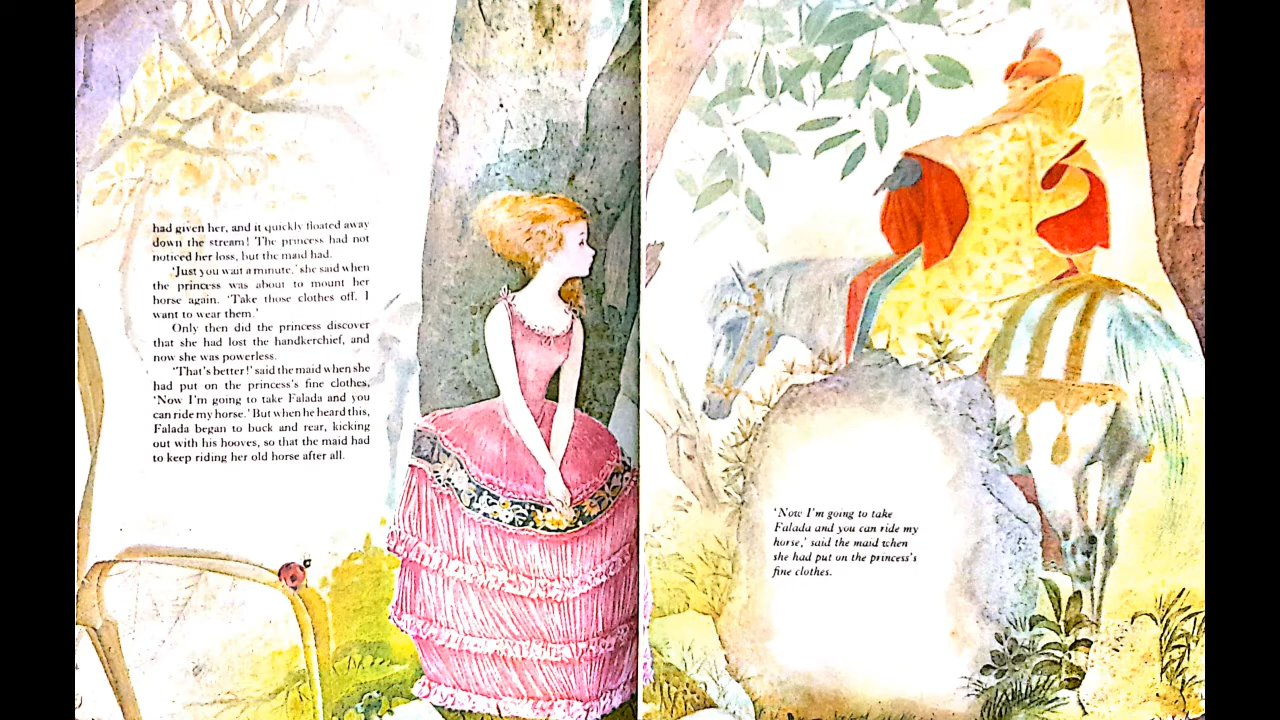 had given her, and it quickly floated away
down the stream! The princess had not
noticed her loss, but the maid had.
'Just you wait a minute,' she said when
the princess was about to mount her
horse again. 'Take those clothes off. I
want to wear them.'
Only then did the princess discover
that she had lost the handkerchief, and
now she was powerless.
'That's better!' said the maid when she
had put on the princess's fine clothes,
'Now I'm going to take Falada and you
can ride my horse.' But when he heard this,
Falada began to buck and rear, kicking
out with his hooves, so that the maid had
to keep riding her old horse after all.
'Now I'm going to take
Falada and you can ride my
horse,' said the maid when
she had put on the princess's
fine clothes.